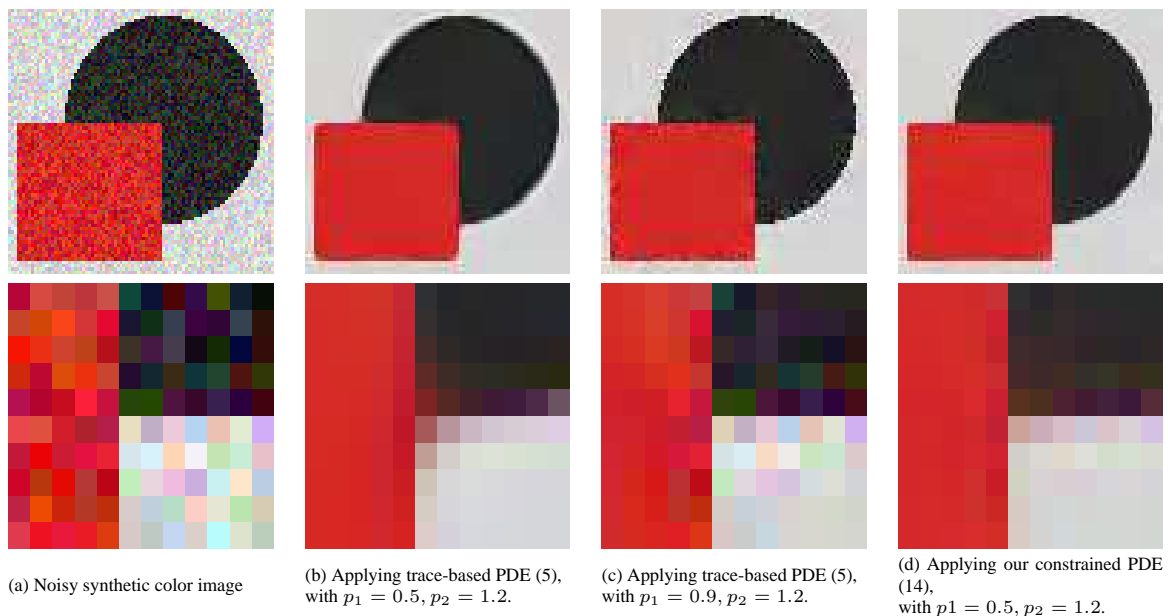 (a) Noisy synthetic color image
(b) Applying trace-based PDE (5),
with p₁ = 0.5, p₂ = 1.2.
(c) Applying trace-based PDE (5),
with p₁ = 0.9, p₂ = 1.2.
(d) Applying our constrained PDE
(14),
with p1 = 0.5, p₂ = 1.2.